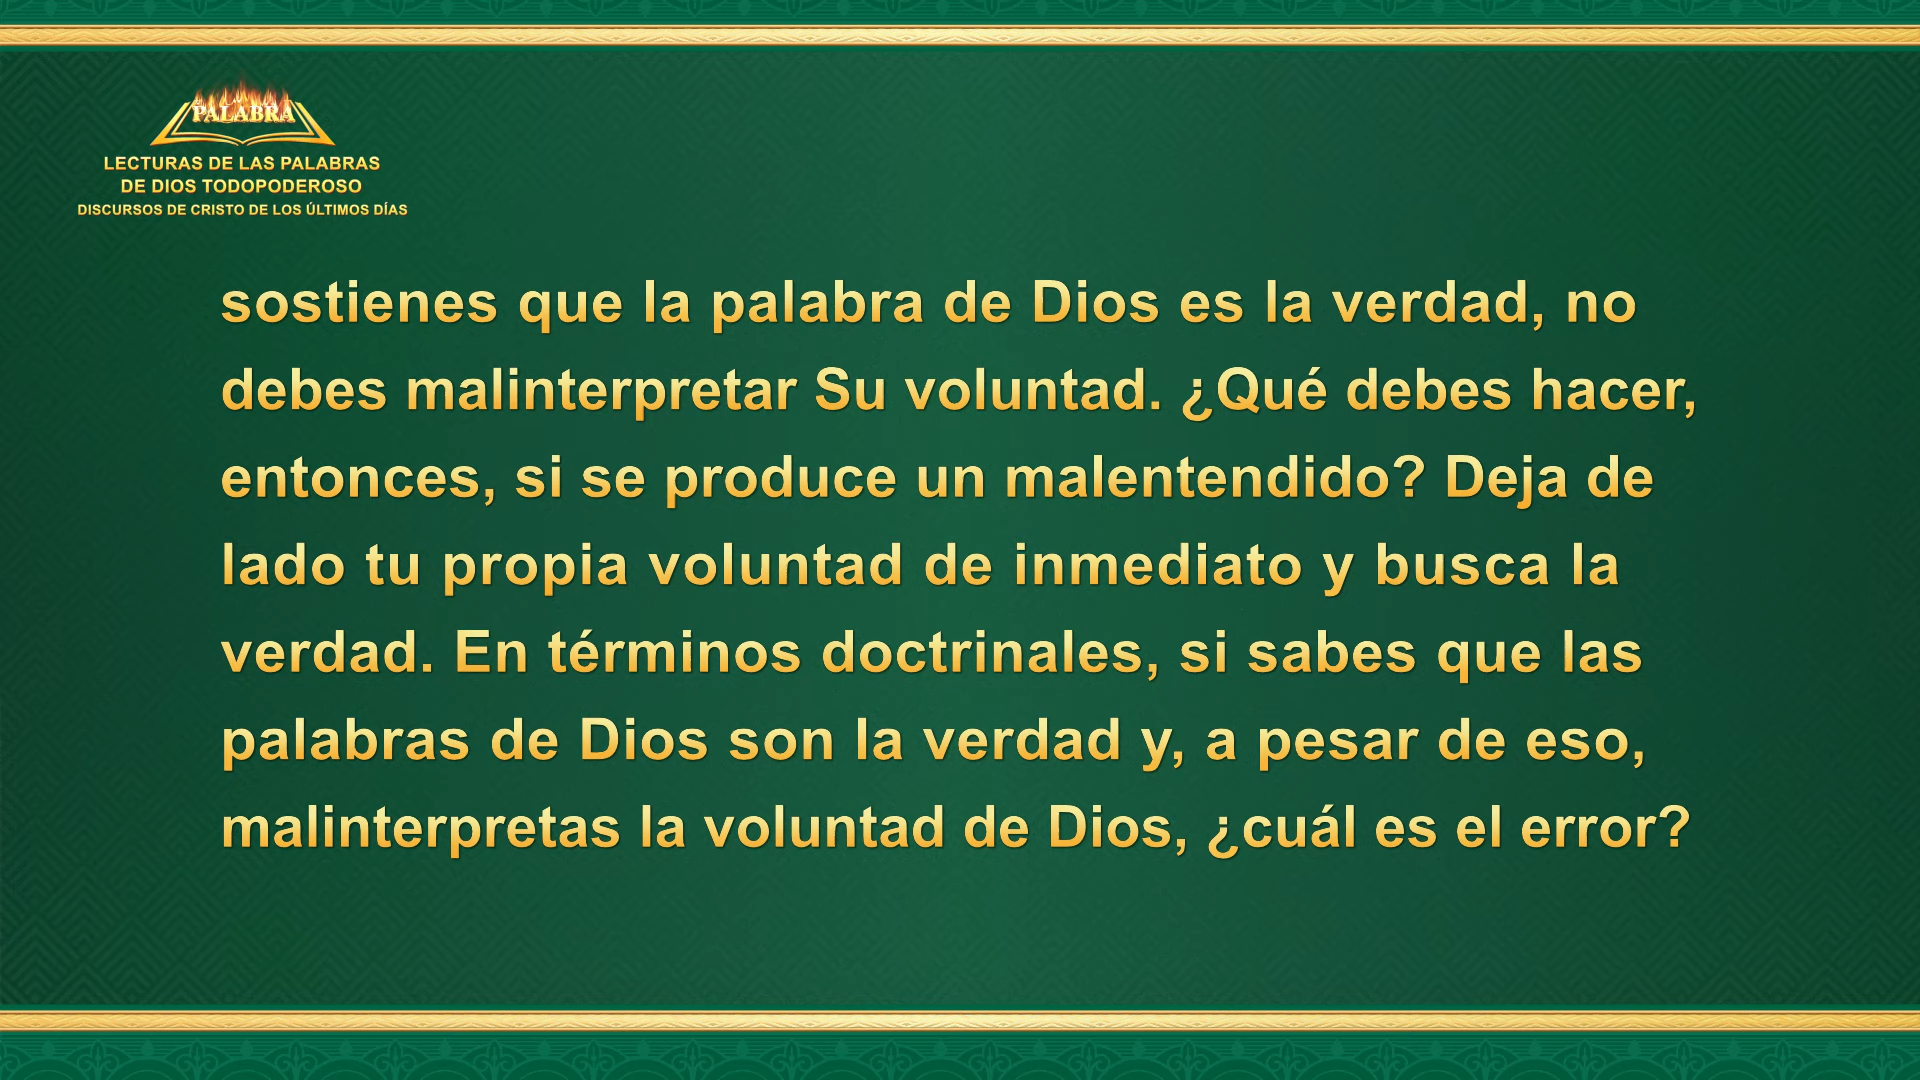 PALABRA
LECTURAS DE LAS PALABRAS
DE DIOS TODOPODEROSO
DISCURSOS DE CRISTO DE LOS ÚLTIMOS DÍAS
sostienes que la palabra de Dios es la verdad, no
debes malinterpretar Su voluntad. ¿Qué debes hacer,
entonces, si se produce un malentendido? Deja de
lado tu propia voluntad de inmediato y busca la
verdad. En términos doctrinales, si sabes que las
palabras de Dios son la verdad y, a pesar de eso,
malinterpretas la voluntad de Dios, ¿cuál es el error?